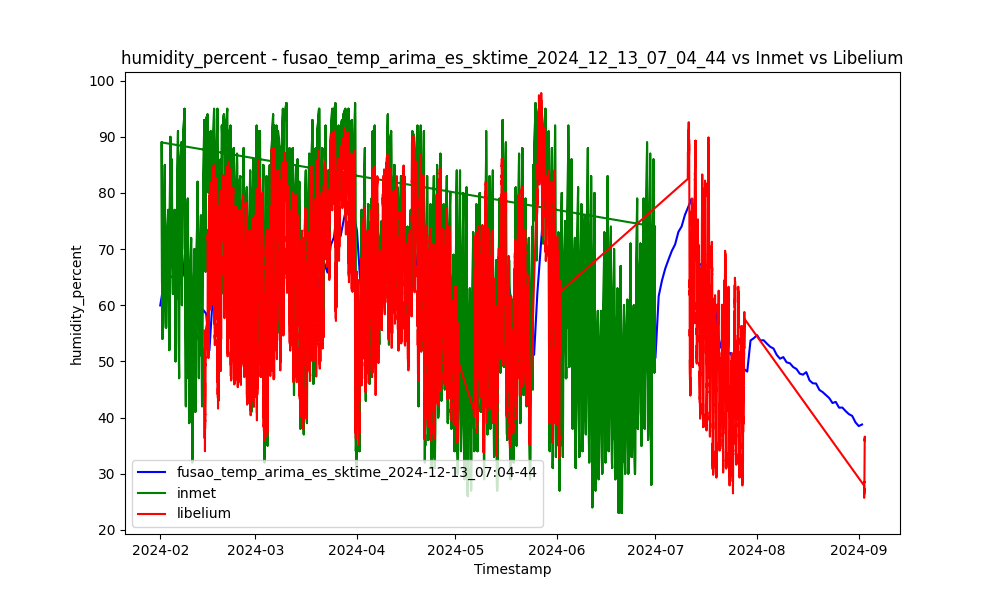 humidity_percent - fusao_temp_arima_es_sktime_2024_12_13_07_04_44 vs Inmet vs Libelium
100
90
80
70
60
50
40
30
20
humidity_percent
fusao_temp_arima_es_sktime_2024-12-13_07:04-44
inmet
libelium
2024-02 2024-03 2024-04 2024-05 2024-06 2024-07 2024-08 2024-09
Timestamp